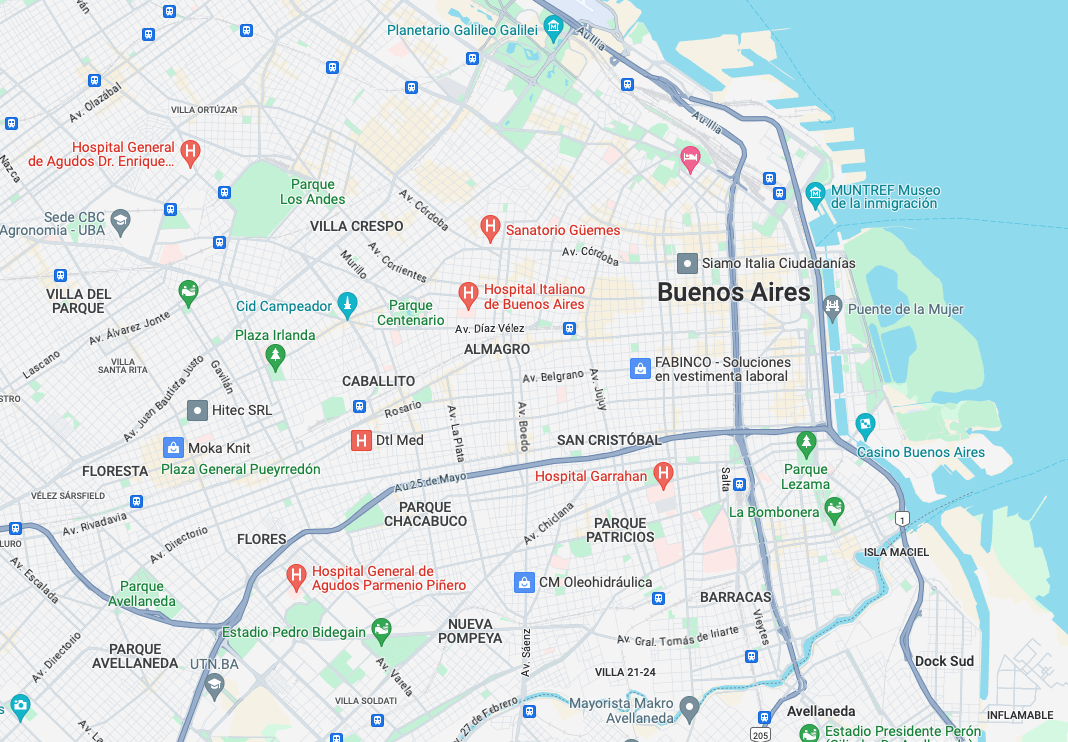 Planetario Galileo Galilei
Au Illia
Av. Olazábal
VILLA ORTÚZAR
Au Illia
Hospital General
de Agudos Dr. Enrique...
Nazca
Parque
Los Andes
MUNTREF Museo
de la inmigración
Sede CBC
Agronomia - UBA
Av. Córdoba
VILLA CRESPO
Sanatorio Güemes
Av. Córdoba
Murillo
Av. Corrientes
Siamo Italia Ciudadanías
VILLA DEL
PARQUE
Cid Campeador
Parque
Centenario
Hospital Italiano
de Buenos Aires
Buenos Aires
Puente de la Mujer
Av. Álvarez Jonte
Plaza Irlanda
Av. Díaz Vélez
ALMAGRO
Lascano
VILLA
SANTA RITA
Av. Juan Bautista Justo
Gavilán
CABALLITO
Av. Belgrano
Av. Jujuy
FABINCO - Soluciones
en vestimenta laboral
STRO
Hitec SRL
Rosario
Av. La Plata
Av. Boedo
Moka Knit
Dtl Med
SAN CRISTÓBAL
Casino Buenos Aires
FLORESTA
Plaza General Pueyrredón
Au 25 de Mayo
Hospital Garrahan
Salta
Parque
Lezama
VÉLEZ SÁRSFIELD
Av. Rivadavia
PARQUE
CHACABUCO
Av. Chiclana
PARQUE
PATRICIOS
La Bombonera
1
LURO
Av. Directorio
FLORES
ISLA MACIEL
Av. Escalada
Parque
Avellaneda
Hospital General de
Agudos Parmenio Piñero
CM Oleohidráulica
BARRACAS
Vieytes
Estadio Pedro Bidegain
NUEVA
POMPEYA
Av. Sáenz
Av. Gral. Tomás de Iriarte
Av. Directorio
PARQUE
AVELLANEDA
UTN.BA
Av. Varela
VILLA 21-24
Dock Sud
VILLA SOLDATI
Av. 27 de Febrero
Mayorista Makro
Avellaneda
Avellaneda
INFLAMABLE
205
Estadio Presidente Perón